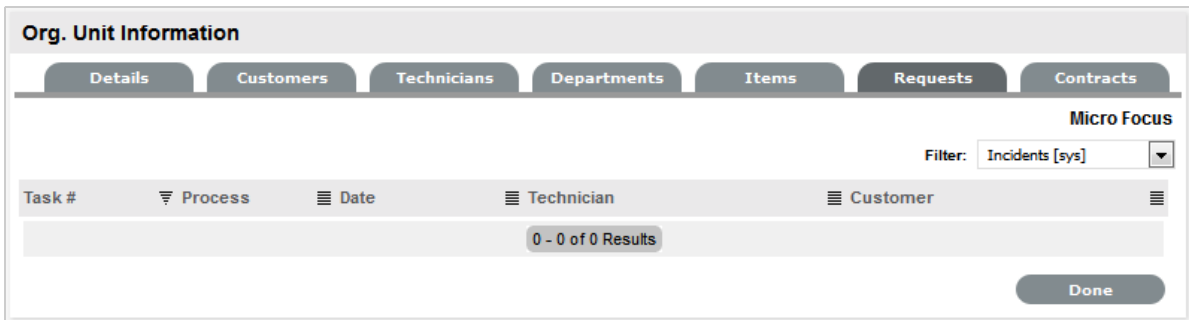 Org. Unit Information
Details Customers Technicians Departments Items Requests Contracts
Micro Focus
Filter: Incidents [sys]
Task # Process Date Technician Customer
0 - 0 of 0 Results
Done